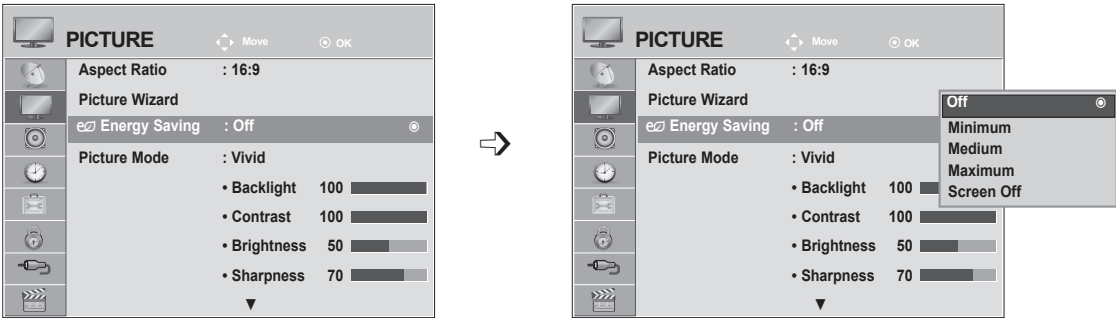 PICTURE Move OK
Aspect Ratio : 16:9
Picture Wizard
Energy Saving : Off
Picture Mode : Vivid
• Backlight 100
• Contrast 100
• Brightness 50
• Sharpness 70
PICTURE Move OK
Aspect Ratio : 16:9
Picture Wizard
Energy Saving : Off
Picture Mode : Vivid
• Backlight 100
• Contrast 100
• Brightness 50
• Sharpness 70
Off
Minimum
Medium
Maximum
Screen Off